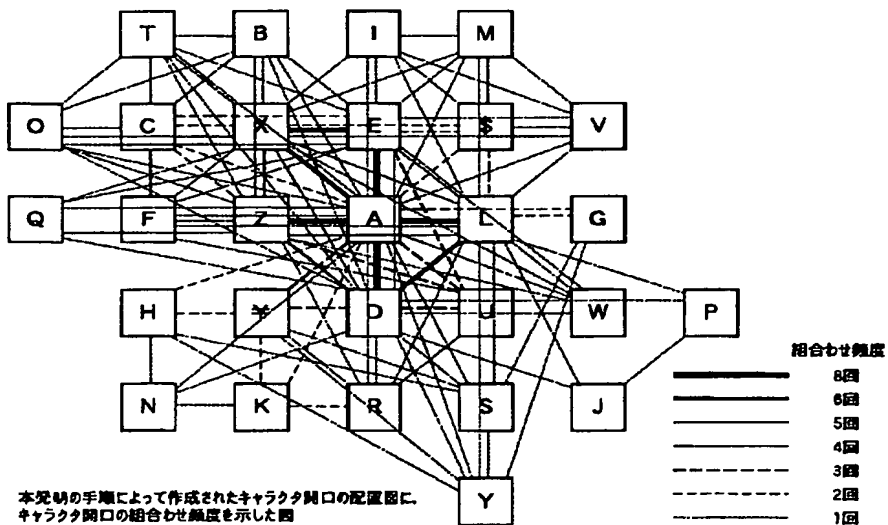 T B I M
O C X E $ V
Q F Z A L G
H ¥ D U W P
組合わせ頻度
8回
6回
N K R S J
5回
4回
3回
Y
2回
1回
本発明の手順によって作成されたキャラクタ開口の配置図に、
キャラクタ開口の組合わせ頻度を示した図